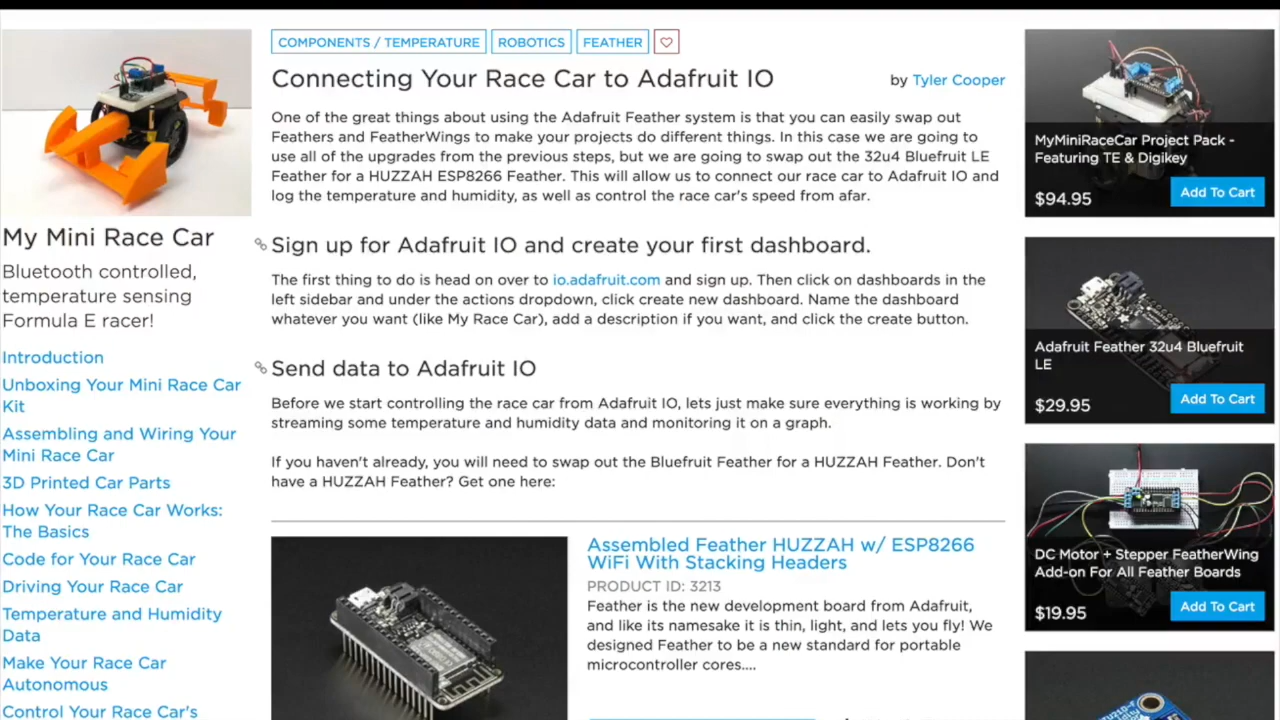 COMPONENTS / TEMPERATURE
ROBOTICS
FEATHER
Connecting Your Race Car to Adafruit IO
by Tyler Cooper
One of the great things about using the Adafruit Feather system is that you can easily swap out
Feathers and FeatherWings to make your projects do different things. In this case we are going to
use all of the upgrades from the previous steps, but we are going to swap out the 32u4 Bluefruit LE
Feather for a HUZZAH ESP8266 Feather. This will allow us to connect our race car to Adafruit IO and
log the temperature and humidity, as well as control the race car's speed from afar.
Sign up for Adafruit IO and create your first dashboard.
The first thing to do is head on over to io.adafruit.com and sign up. Then click on dashboards in the
left sidebar and under the actions dropdown, click create new dashboard. Name the dashboard
whatever you want (like My Race Car), add a description if you want, and click the create button.
Send data to Adafruit IO
Before we start controlling the race car from Adafruit IO, lets just make sure everything is working by
streaming some temperature and humidity data and monitoring it on a graph.
If you haven't already, you will need to swap out the Bluefruit Feather for a HUZZAH Feather. Don't
have a HUZZAH Feather? Get one here:
Assembled Feather HUZZAH w/ ESP8266
WiFi With Stacking Headers
PRODUCT ID: 3213
Feather is the new development board from Adafruit,
and like its namesake it is thin, light, and lets you fly! We
designed Feather to be a new standard for portable
microcontroller cores....
My Mini Race Car
Bluetooth controlled,
temperature sensing
Formula E racer!
Introduction
Unboxing Your Mini Race Car
Kit
Assembling and Wiring Your
Mini Race Car
3D Printed Car Parts
How Your Race Car Works:
The Basics
Code for Your Race Car
Driving Your Race Car
Temperature and Humidity
Data
Make Your Race Car
Autonomous
Control Your Race Car's
MyMiniRaceCar Project Pack -
Featuring TE & Digikey
$94.95
Add To Cart
Adafruit Feather 32u4 Bluefruit
LE
$29.95
Add To Cart
DC Motor + Stepper FeatherWing
Add-on For All Feather Boards
$19.95
Add To Cart